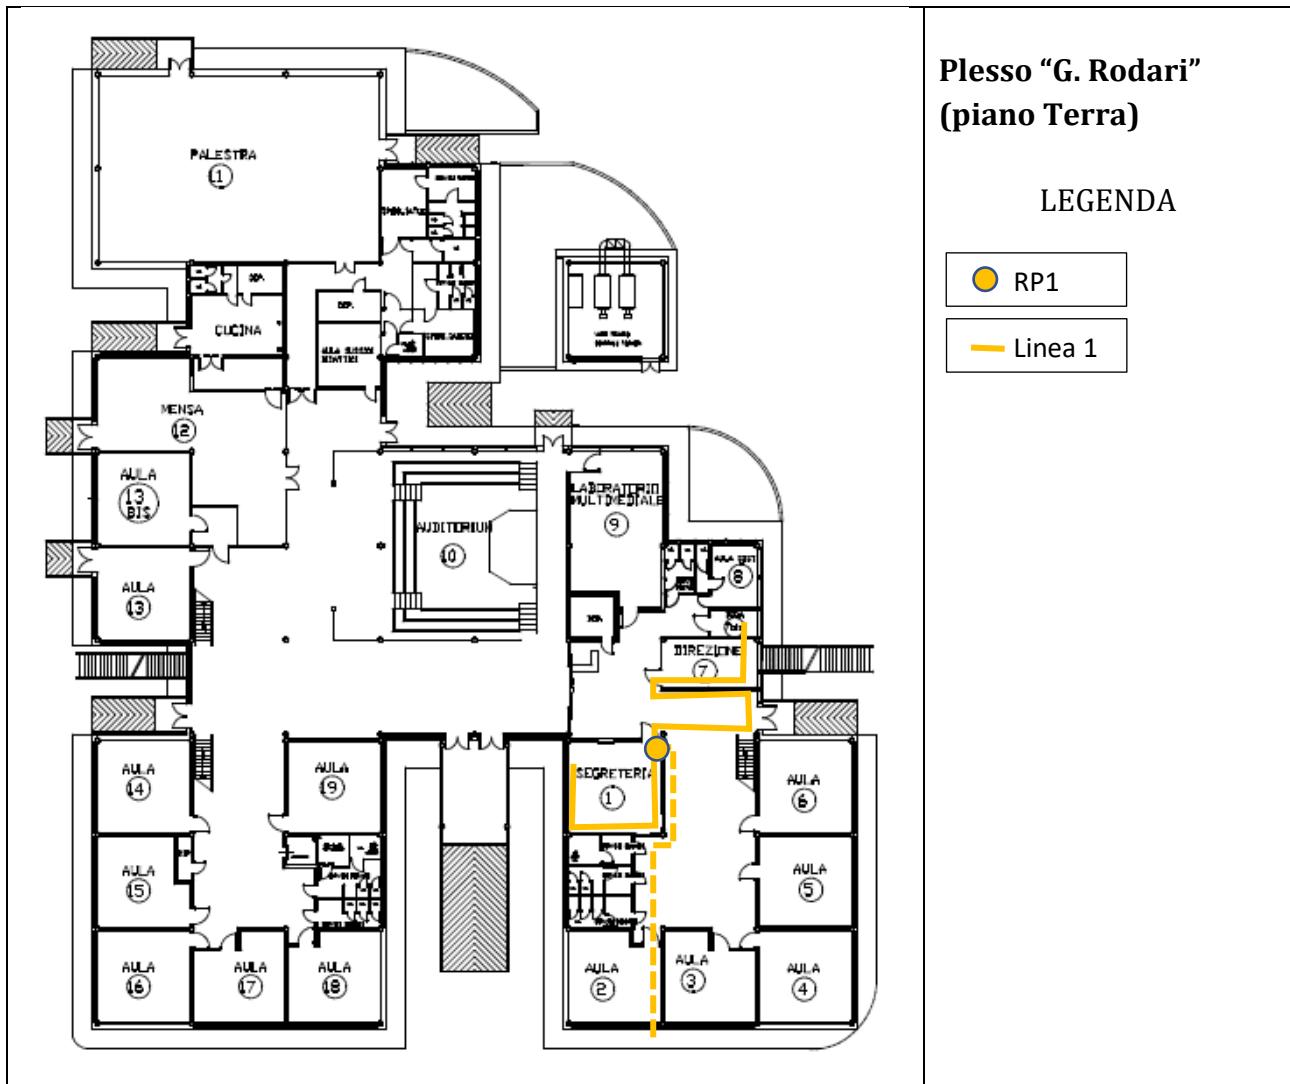 Plesso “G. Rodari”
(piano Terra)
LEGENDA
RP1
Linea 1
PALESTRA
11
CUCINA
MENSA
12
AULA
13
BIS
AULA
13
AUDITORIUM
10
LABORATORIO
MULTIMEDIALE
9
8
DIREZIONE
7
SEGRETERIA
1
AULA
14
AULA
19
AULA
6
AULA
15
AULA
5
AULA
16
AULA
17
AULA
18
AULA
2
AULA
3
AULA
4